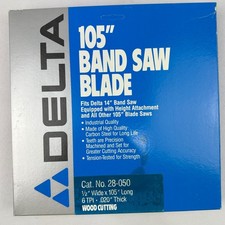 DELTA
105"
BAND SAW
BLADE
Fits Delta 14" Band Saw
Equipped with Height Attachment
and All Other 105" Blade Saws
• Industrial Quality
• Made of High Quality
Carbon Steel for Long Life
• Teeth are Precision
Machined and Set for
Greater Cutting Accuracy
• Tension-Tested for Strength
Cat. No. 28-050
½" Wide x 105" Long
6 TPI - .020" Thick
WOOD CUTTING